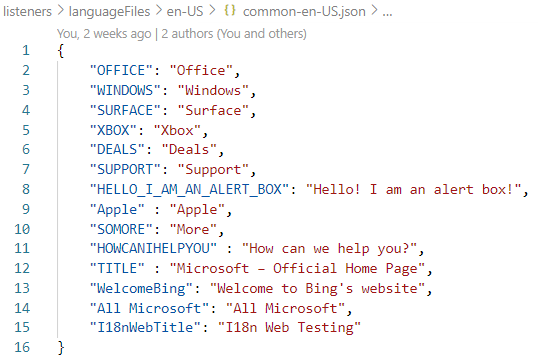 listeners > languageFiles > en-US > {} common-en-US.json > ...
You, 2 weeks ago | 2 authors (You and others)
1 {
2 "OFFICE": "Office",
3 "WINDOWS": "Windows",
4 "SURFACE": "Surface",
5 "XBOX": "Xbox",
6 "DEALS": "Deals",
7 "SUPPORT": "Support",
8 "HELLO_I_AM_AN_ALERT_BOX": "Hello! I am an alert box!",
9 "Apple" : "Apple",
10 "SOMORE": "More",
11 "HOWCANIHELPYOU" : "How can we help you?",
12 "TITLE" : "Microsoft – Official Home Page",
13 "WelcomeBing": "Welcome to Bing's website",
14 "All Microsoft": "All Microsoft",
15 "I18nWebTitle": "I18n Web Testing"
16 }